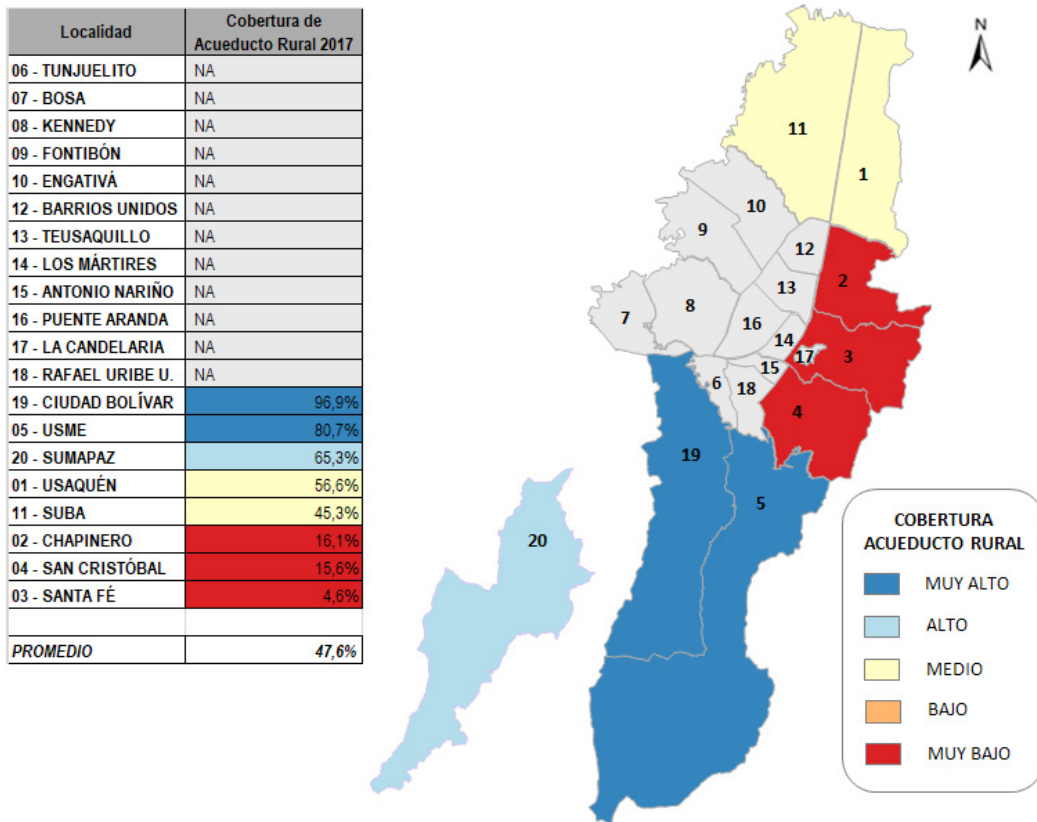 Localidad
Cobertura de
Acueducto Rural 2017
06 - TUNJUELITO NA
07 - BOSA NA
08 - KENNEDY NA
09 - FONTIBÓN NA
10 - ENGATIVÁ NA
12 - BARRIOS UNIDOS NA
13 - TEUSAQUILLO NA
14 - LOS MÁRTIRES NA
15 - ANTONIO NARIÑO NA
16 - PUENTE ARANDA NA
17 - LA CANDELARIA NA
18 - RAFAEL URIBE U. NA
19 - CIUDAD BOLÍVAR 96,9%
05 - USME 80,7%
20 - SUMAPAZ 65,3%
01 - USAQUÉN 56,6%
11 - SUBA 45,3%
02 - CHAPINERO 16,1%
04 - SAN CRISTÓBAL 15,6%
03 - SANTA FÉ 4,6%
PROMEDIO 47,6%
N
11
1
10
9
12
2
13
7
8
16
14
17
3
15
6
18
4
19
5
20
COBERTURA
ACUEDUCTO RURAL
MUY ALTO
ALTO
MEDIO
BAJO
MUY BAJO